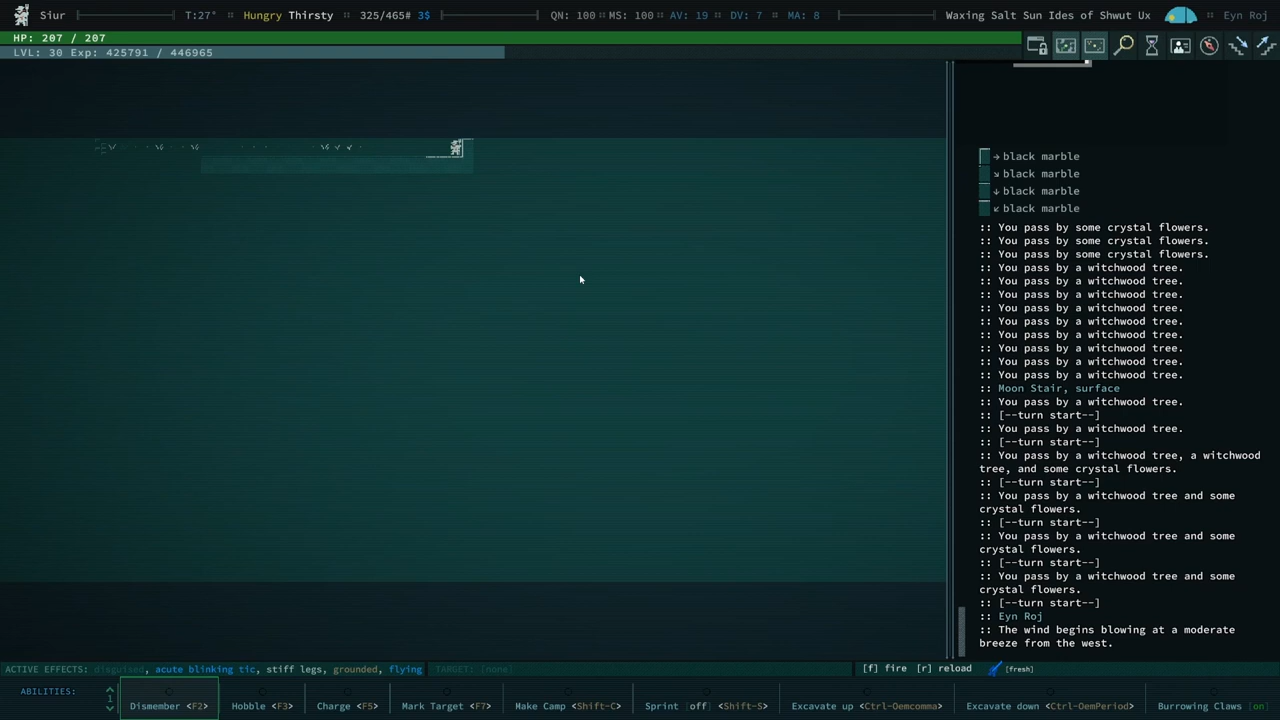 Siur T:27° Hungry Thirsty 325/465# 3$ QN: 100 MS: 100 AV: 19 DV: 7 MA: 8 Waxing Salt Sun Ides of Shwut Ux Eyn Roj
HP: 207 / 207
LVL: 30 Exp: 425791 / 446965
→ black marble
↘ black marble
↓ black marble
↙ black marble
:: You pass by some crystal flowers.
:: You pass by some crystal flowers.
:: You pass by some crystal flowers.
:: You pass by a witchwood tree.
:: You pass by a witchwood tree.
:: You pass by a witchwood tree.
:: You pass by a witchwood tree.
:: You pass by a witchwood tree.
:: You pass by a witchwood tree.
:: You pass by a witchwood tree.
:: You pass by a witchwood tree.
:: You pass by a witchwood tree.
:: Moon Stair, surface
:: You pass by a witchwood tree.
:: [--turn start--]
:: You pass by a witchwood tree.
:: [--turn start--]
:: You pass by a witchwood tree, a witchwood
tree, and some crystal flowers.
:: [--turn start--]
:: You pass by a witchwood tree and some
crystal flowers.
:: [--turn start--]
:: You pass by a witchwood tree and some
crystal flowers.
:: [--turn start--]
:: You pass by a witchwood tree and some
crystal flowers.
:: [--turn start--]
:: Eyn Roj
:: The wind begins blowing at a moderate
breeze from the west.
ACTIVE EFFECTS: disguised, acute blinking tic, stiff legs, grounded, flying TARGET: [none] [f] fire [r] reload [fresh]
ABILITIES: 1 Dismember <F2> Hobble <F3> Charge <F5> Mark Target <F7> Make Camp <Shift-C> Sprint [off] <Shift-S> Excavate up <Ctrl-Oemcomma> Excavate down <Ctrl-OemPeriod> Burrowing Claws [on]